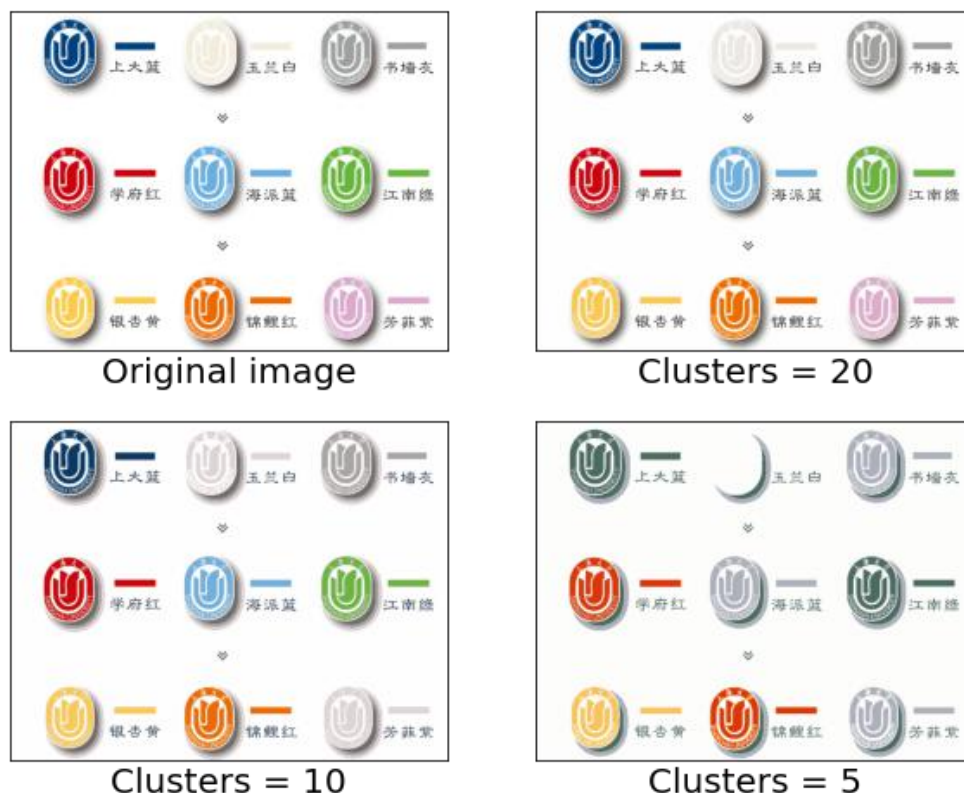 上大蓝
玉兰白
书墙灰
学府红
海派蓝
江南绿
银杏黄
锦鲤红
芳菲紫
Original image
上大蓝
玉兰白
书墙灰
学府红
海派蓝
江南绿
银杏黄
锦鲤红
芳菲紫
Clusters = 20
上大蓝
玉兰白
书墙灰
学府红
海派蓝
江南绿
银杏黄
锦鲤红
芳菲紫
Clusters = 10
上大蓝
玉兰白
书墙灰
学府红
海派蓝
江南绿
银杏黄
锦鲤红
芳菲紫
Clusters = 5